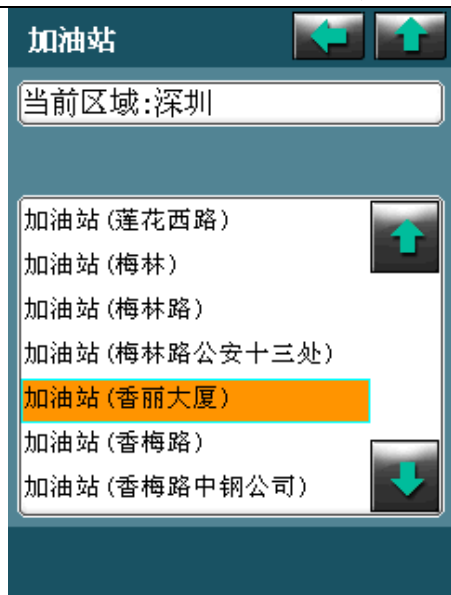 加油站
当前区域:深圳
加油站(莲花西路)
加油站(梅林)
加油站(梅林路)
加油站(梅林路公安十三处)
加油站(香丽大厦)
加油站(香梅路)
加油站(香梅路中钢公司)